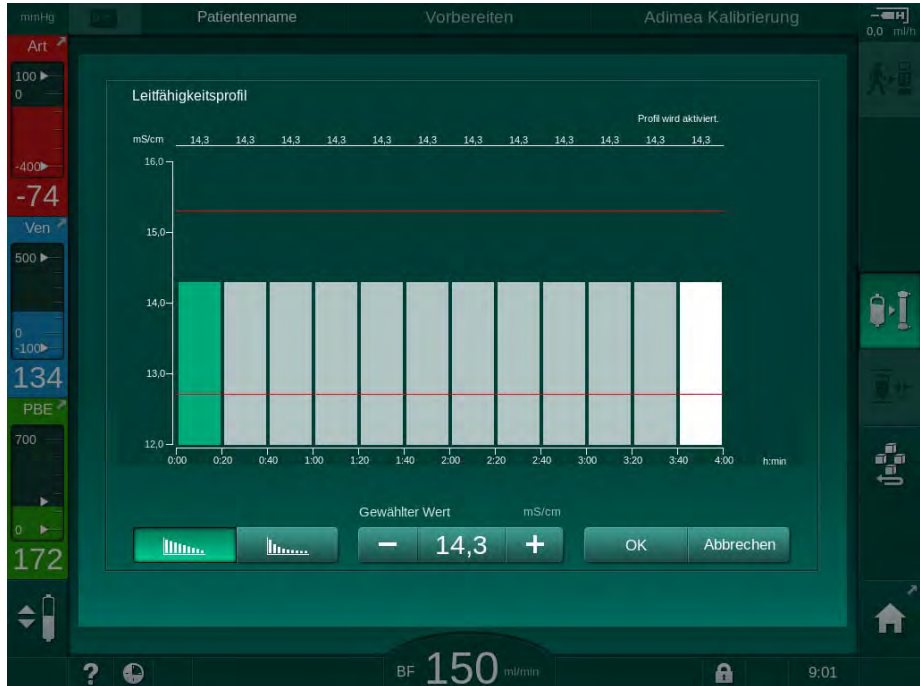 mmHg Patientenname Vorbereiten Adimea Kalibrierung H
0,0 ml/h
Art
100
0
-400
-74
Ven
500
0
-100
134
PBE
700
0
172
Leitfähigkeitsprofil
Profil wird aktiviert.
mS/cm 14,3 14,3 14,3 14,3 14,3 14,3 14,3 14,3 14,3 14,3 14,3 14,3
16,0
15,0
14,0
13,0
12,0
0:00 0:20 0:40 1:00 1:20 1:40 2:00 2:20 2:40 3:00 3:20 3:40 4:00 h:min
Gewählter Wert mS/cm
− 14,3 + OK Abbrechen
? BF 150 ml/min 9:01